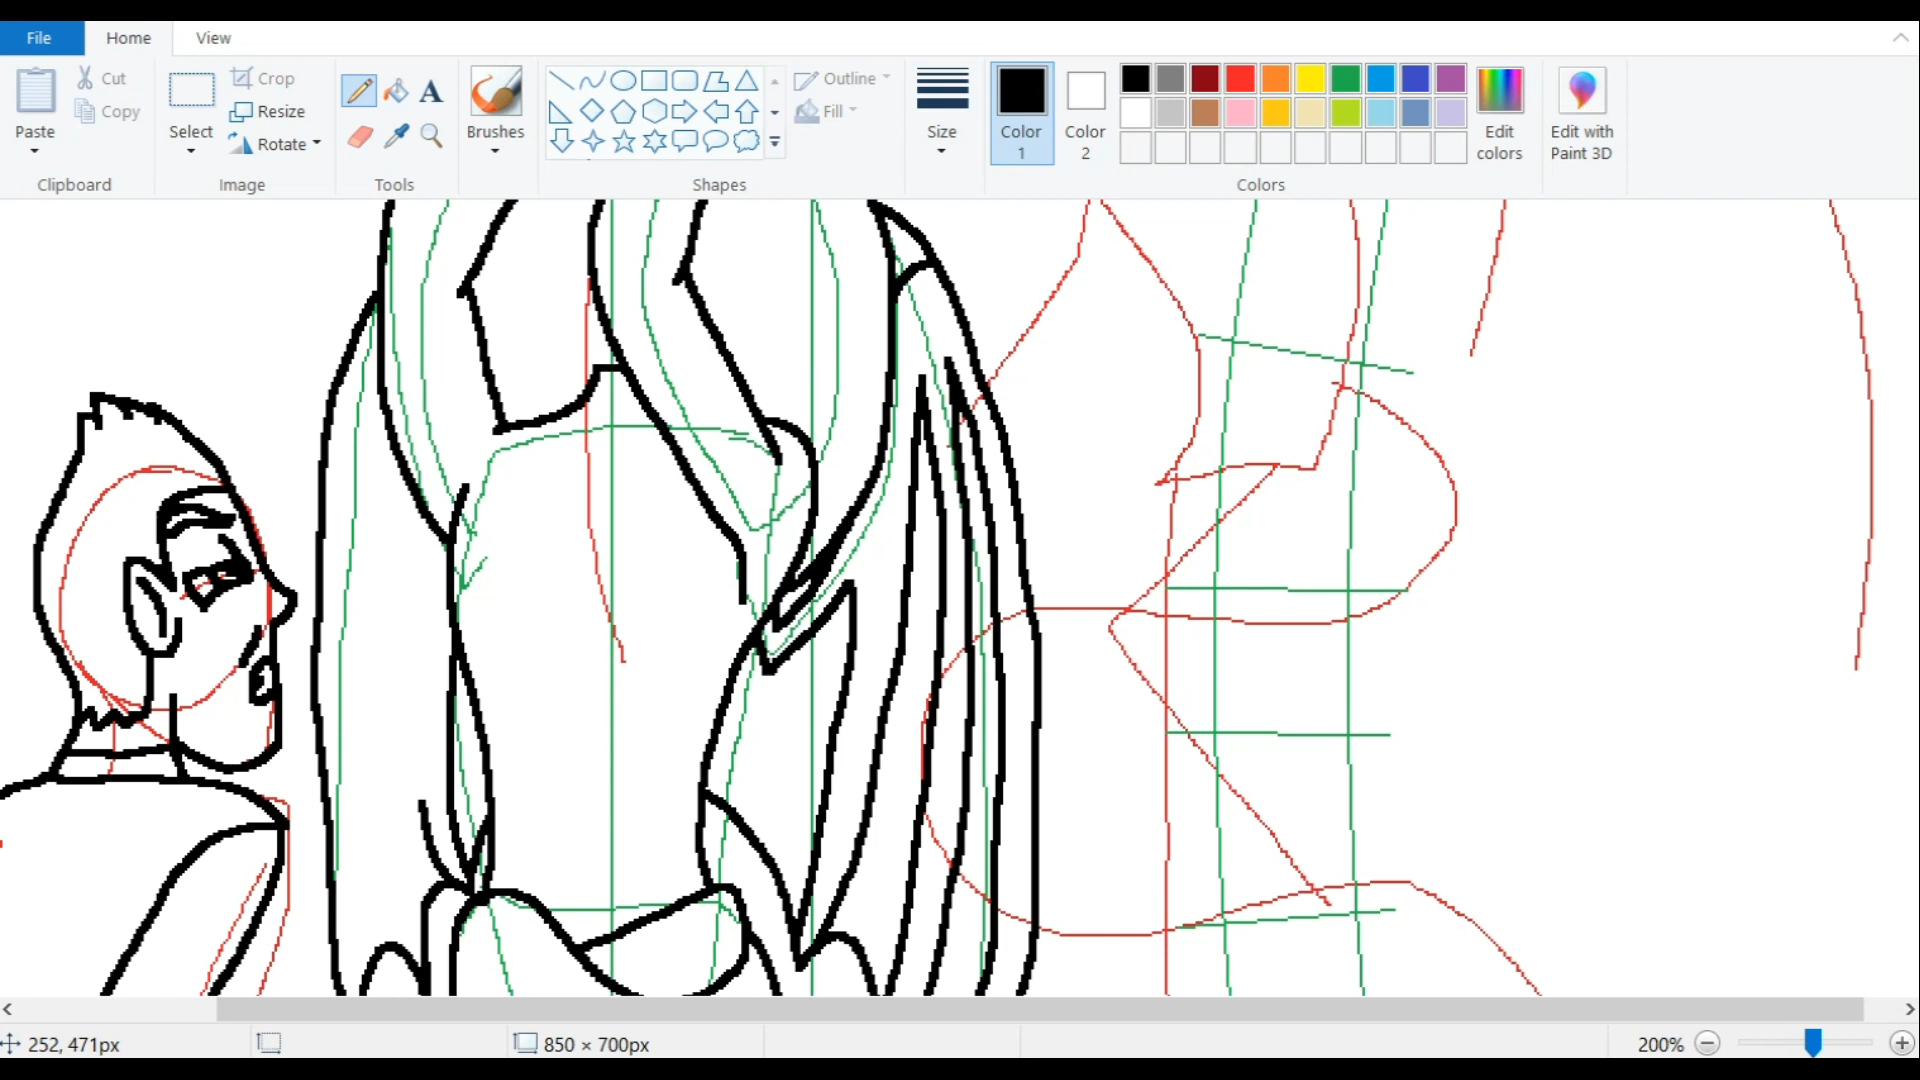 File Home View
Paste
Cut
Copy
Clipboard
Select
Crop
Resize
Rotate
Image
A
Tools
Brushes
Shapes
Outline
Fill
Size
Color 1
Color 2
Colors
Edit colors
Edit with Paint 3D
252, 471px
850 × 700px
200%